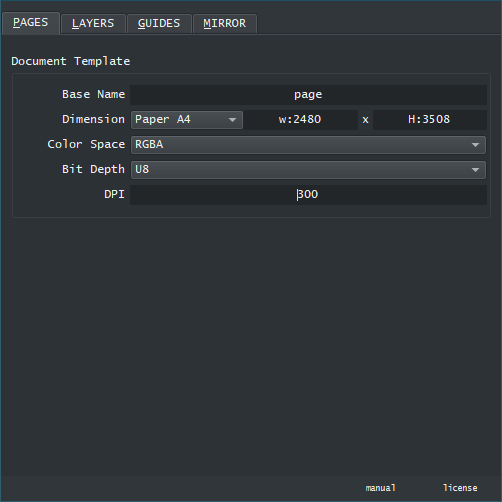 PAGES LAYERS GUIDES MIRROR
Document Template
Base Name page
Dimension Paper A4 w:2480 x H:3508
Color Space RGBA
Bit Depth U8
DPI 300
manual license